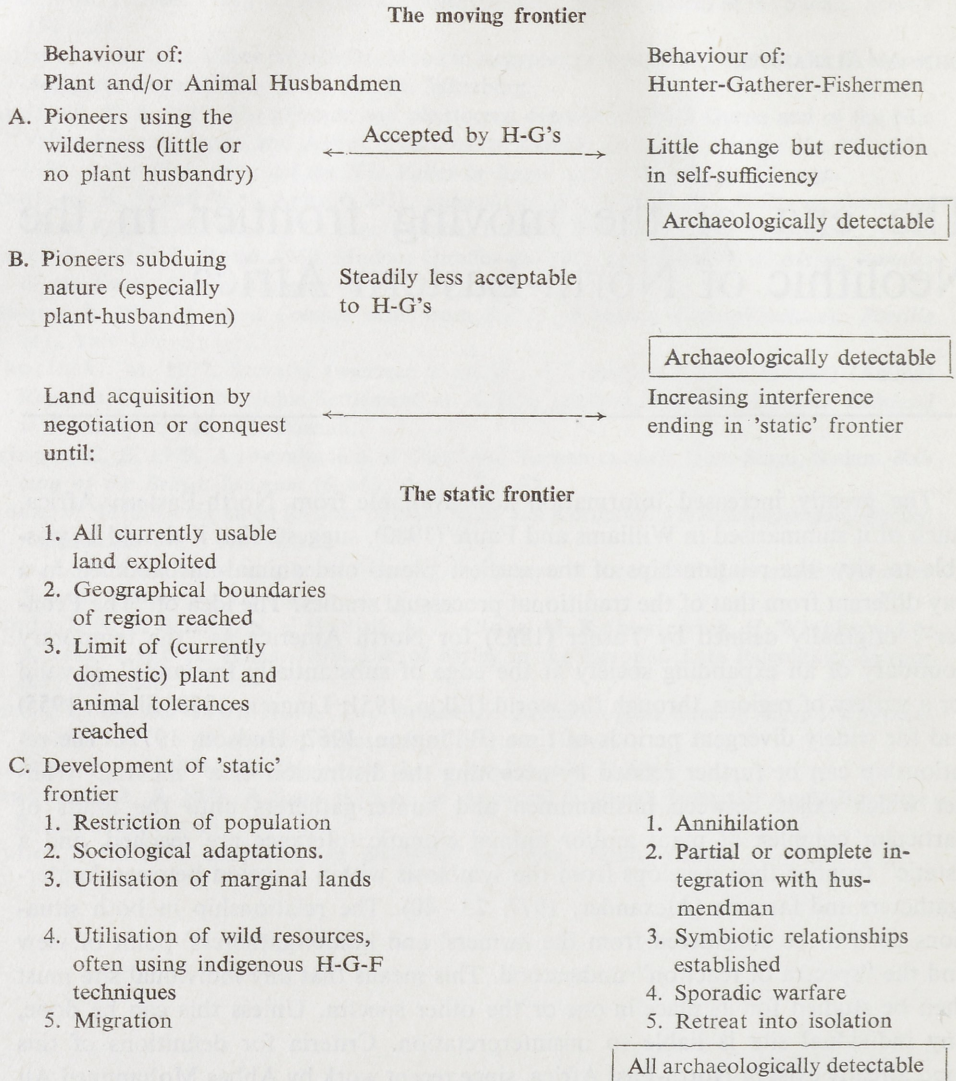 The moving frontier
Behaviour of:
Plant and/or Animal Husbandmen
Behaviour of:
Hunter-Gatherer-Fishermen
A. Pioneers using the
wilderness (little or
no plant husbandry)
Accepted by H-G's
Little change but reduction
in self-sufficiency
Archaeologically detectable
B. Pioneers subduing
nature (especially
plant-husbandmen)
Steadily less acceptable
to H-G's
Archaeologically detectable
Land acquisition by
negotiation or conquest
until:
Increasing interference
ending in 'static' frontier
The static frontier
1. All currently usable
land exploited
2. Geographical boundaries
of region reached
3. Limit of (currently
domestic) plant and
animal tolerances
reached
C. Development of 'static'
frontier
1. Restriction of population
2. Sociological adaptations.
3. Utilisation of marginal lands
4. Utilisation of wild resources,
often using indigenous H-G-F
techniques
5. Migration
1. Annihilation
2. Partial or complete in-
tegration with hus-
mendman
3. Symbiotic relationships
established
4. Sporadic warfare
5. Retreat into isolation
All archaeologically detectable